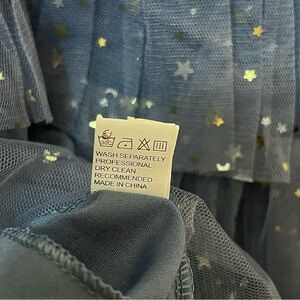 WASH SEPARATELY
PROFESSIONAL
DRY CLEAN
RECOMMENDED
MADE IN CHINA